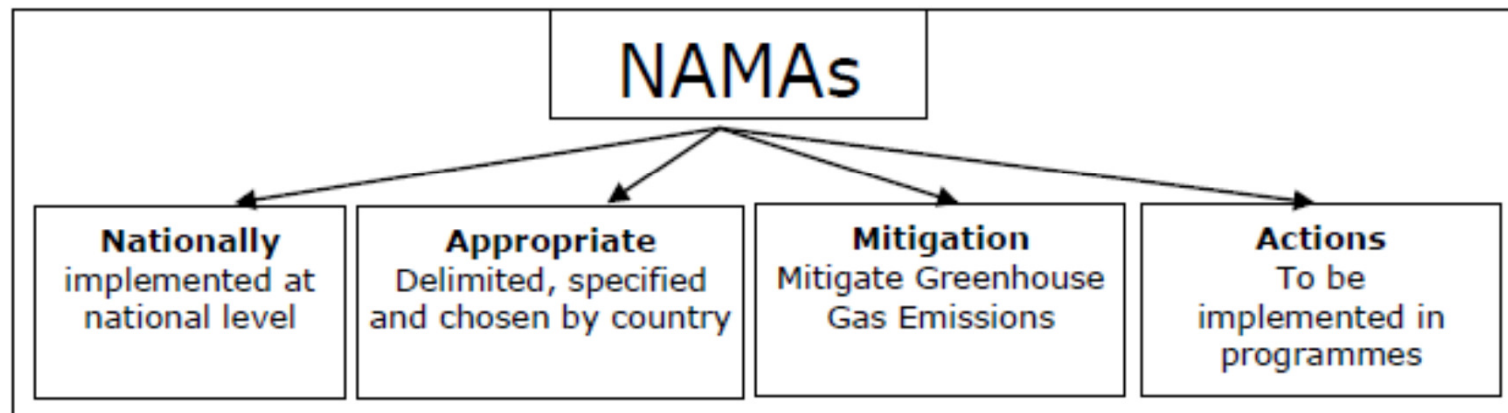 NAMAs
Nationally
implemented at
national level
Appropriate
Delimited, specified
and chosen by country
Mitigation
Mitigate Greenhouse
Gas Emissions
Actions
To be
implemented in
programmes